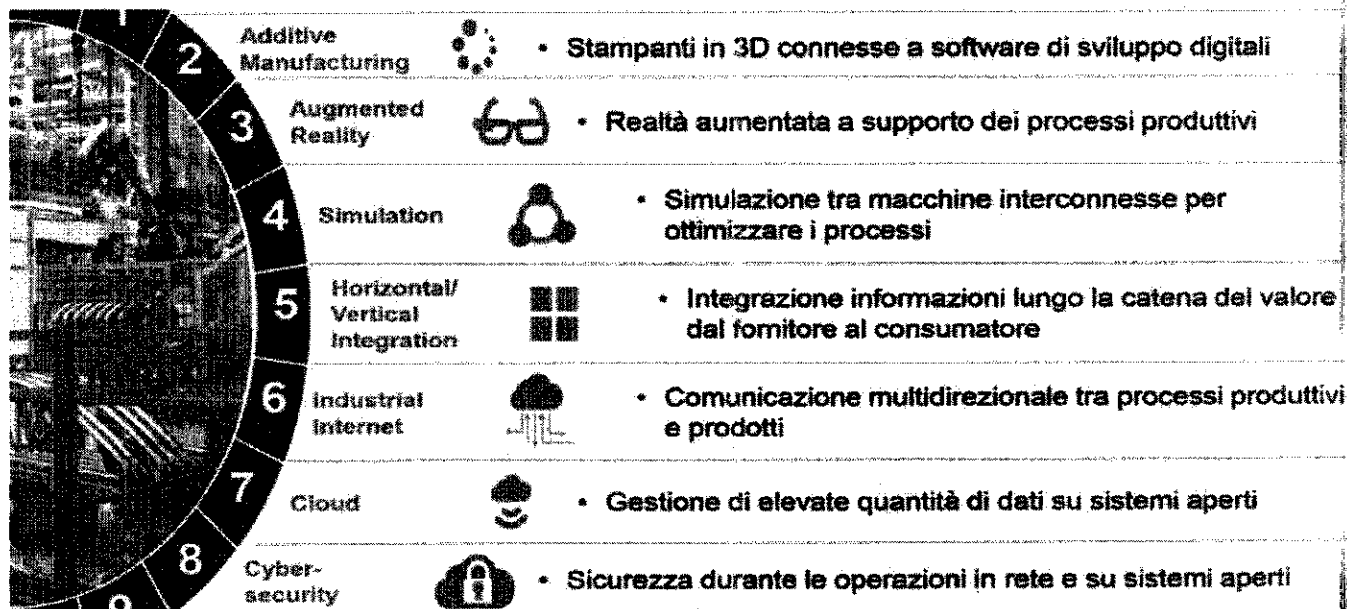 1
2
Additive
Manufacturing
• Stampanti in 3D connesse a software di sviluppo digitali
3
Augmented
Reality
• Realtà aumentata a supporto dei processi produttivi
4
Simulation
• Simulazione tra macchine interconnesse per
ottimizzare i processi
5
Horizontal/
Vertical
Integration
• Integrazione informazioni lungo la catena del valore
dal fornitore al consumatore
6
Industrial
Internet
• Comunicazione multidirezionale tra processi produttivi
e prodotti
7
Cloud
• Gestione di elevate quantità di dati su sistemi aperti
8
Cyber-
security
• Sicurezza durante le operazioni in rete e su sistemi aperti
9